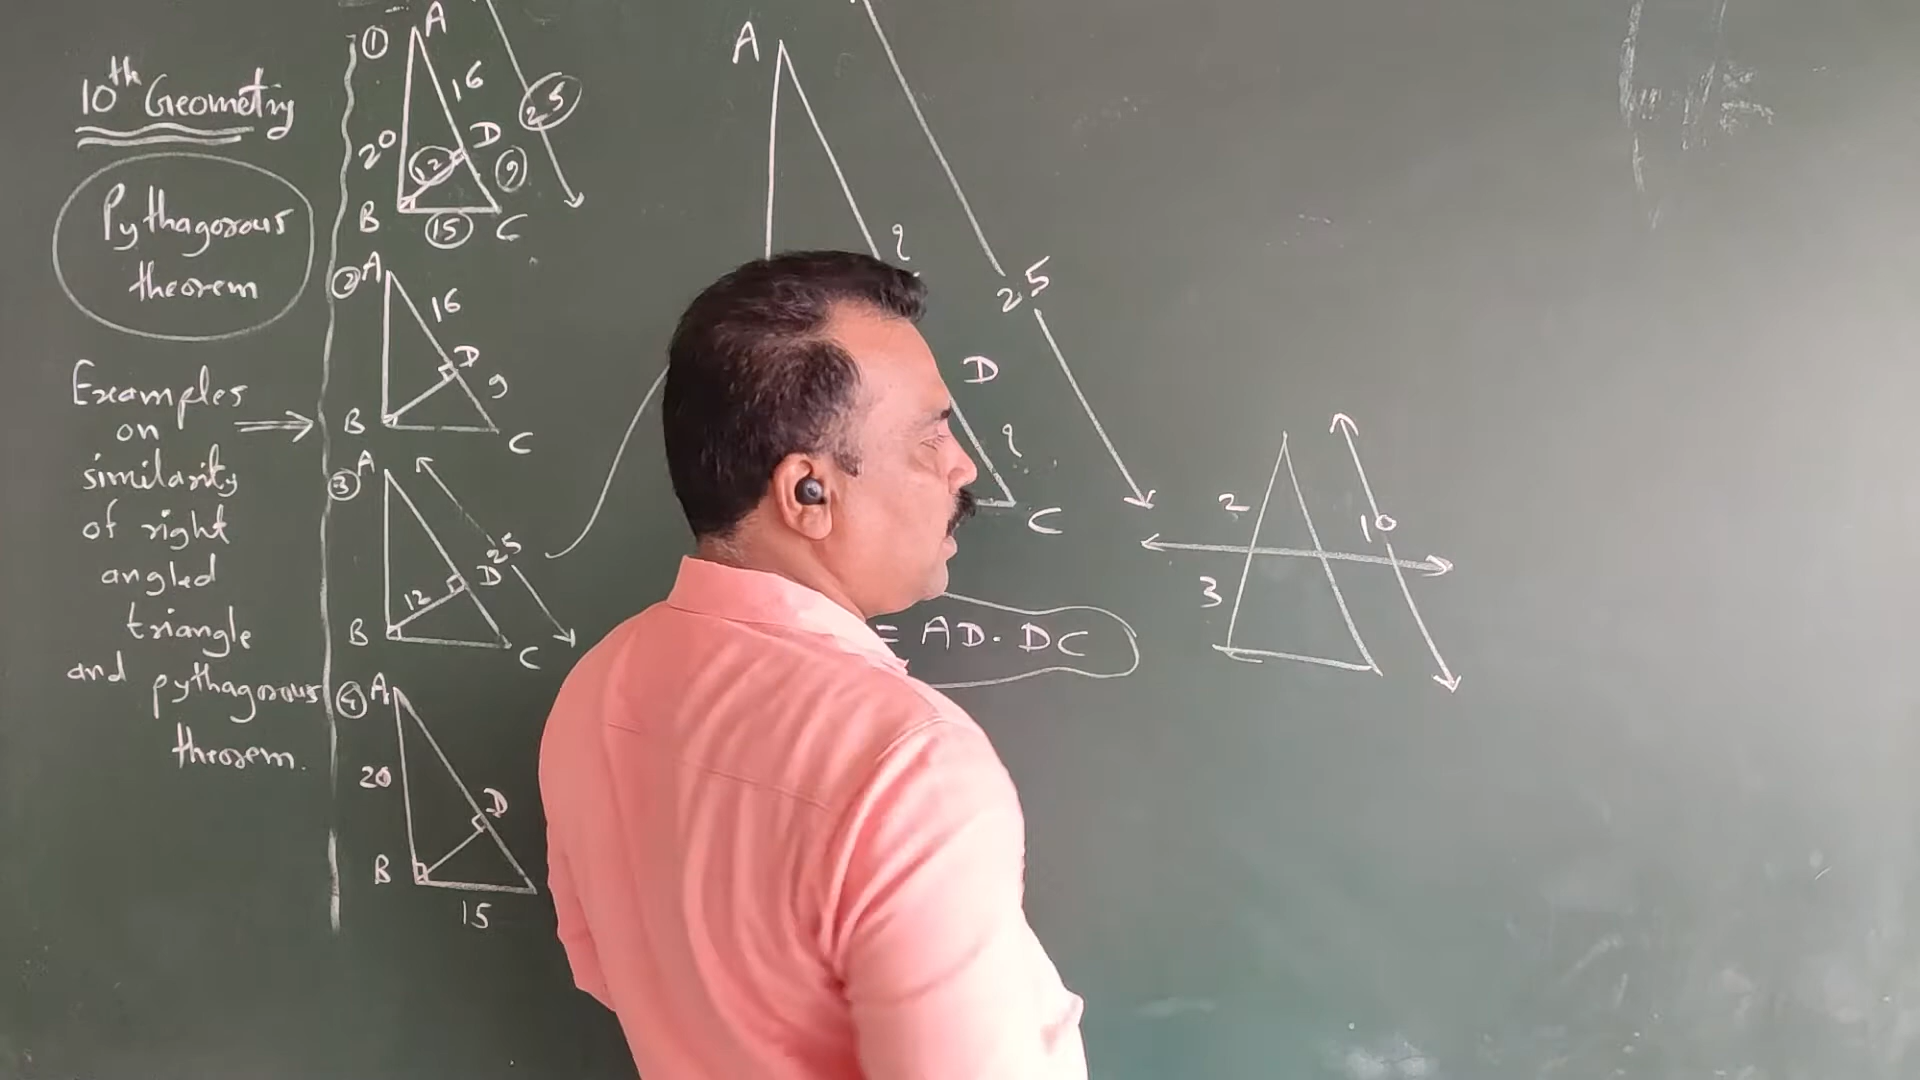 10th Geometry
Pythagorous
theorem
Examples
on
similarity
of right
angled
triangle
and pythagorous
theorem.
① A
16
25
20
D
12
9
B
15
C
② A
16
D
9
B
C
③ A
25
D
12
B
C
④ A
20
D
B
15
A
25
D
C
= AD. DC
2
10
3